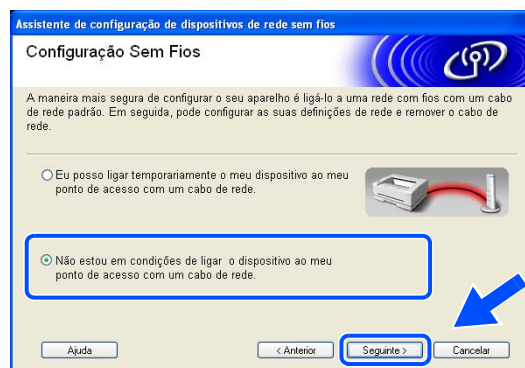 Assistente de configuração de dispositivos de rede sem fios
Configuração Sem Fios
A maneira mais segura de configurar o seu aparelho é ligá-lo a uma rede com fios com um cabo
de rede padrão. Em seguida, pode configurar as suas definições de rede e remover o cabo de
rede.
Eu posso ligar temporariamente o meu dispositivo ao meu
ponto de acesso com um cabo de rede.
Não estou em condições de ligar o dispositivo ao meu
ponto de acesso com um cabo de rede.
Ajuda
< Anterior
Seguinte >
Cancelar